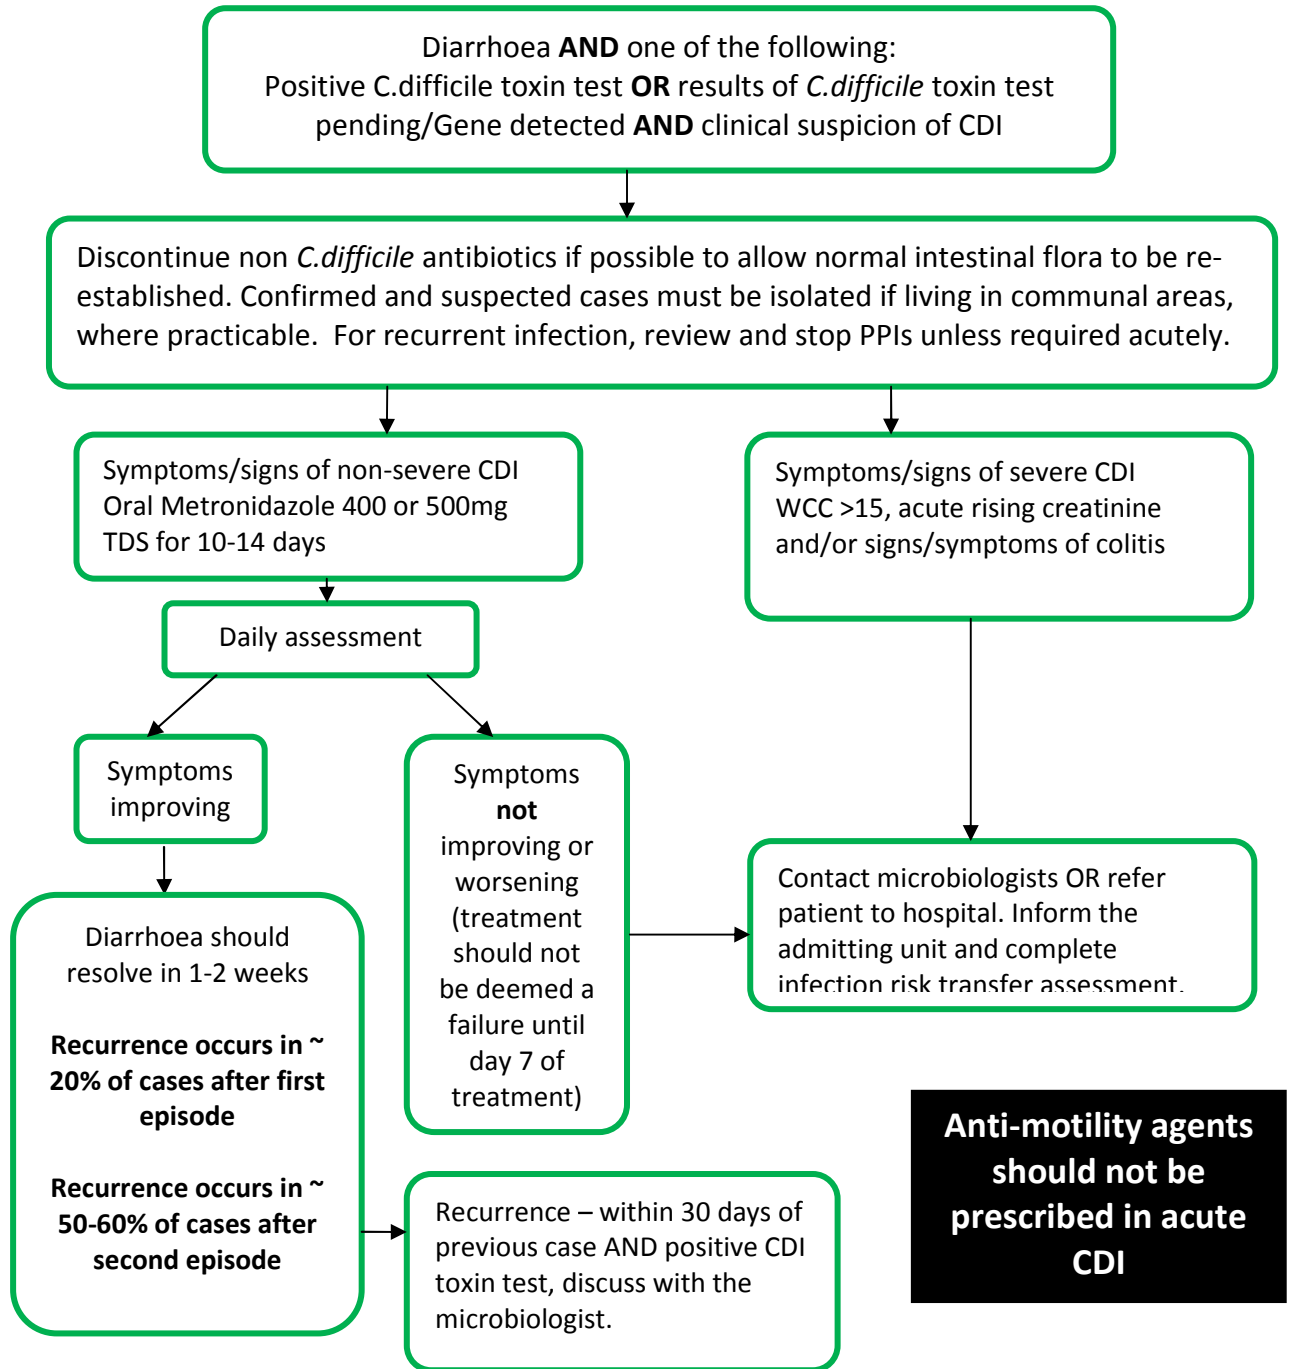 Diarrhoea AND one of the following:
Positive C.difficile toxin test OR results of C.difficile toxin test
pending/Gene detected AND clinical suspicion of CDI
Discontinue non C.difficile antibiotics if possible to allow normal intestinal flora to be re-
established. Confirmed and suspected cases must be isolated if living in communal areas,
where practicable.  For recurrent infection, review and stop PPIs unless required acutely.
Symptoms/signs of non-severe CDI
Oral Metronidazole 400 or 500mg
TDS for 10-14 days
Symptoms/signs of severe CDI
WCC >15, acute rising creatinine
and/or signs/symptoms of colitis
Daily assessment
Symptoms
improving
Symptoms
not
improving or
worsening
(treatment
should not
be deemed a
failure until
day 7 of
treatment)
Contact microbiologists OR refer
patient to hospital. Inform the
admitting unit and complete
infection risk transfer assessment.
Diarrhoea should
resolve in 1-2 weeks
Recurrence occurs in ~
20% of cases after first
episode
Recurrence occurs in ~
50-60% of cases after
second episode
Recurrence – within 30 days of
previous case AND positive CDI
toxin test, discuss with the
microbiologist.
Anti-motility agents
should not be
prescribed in acute
CDI